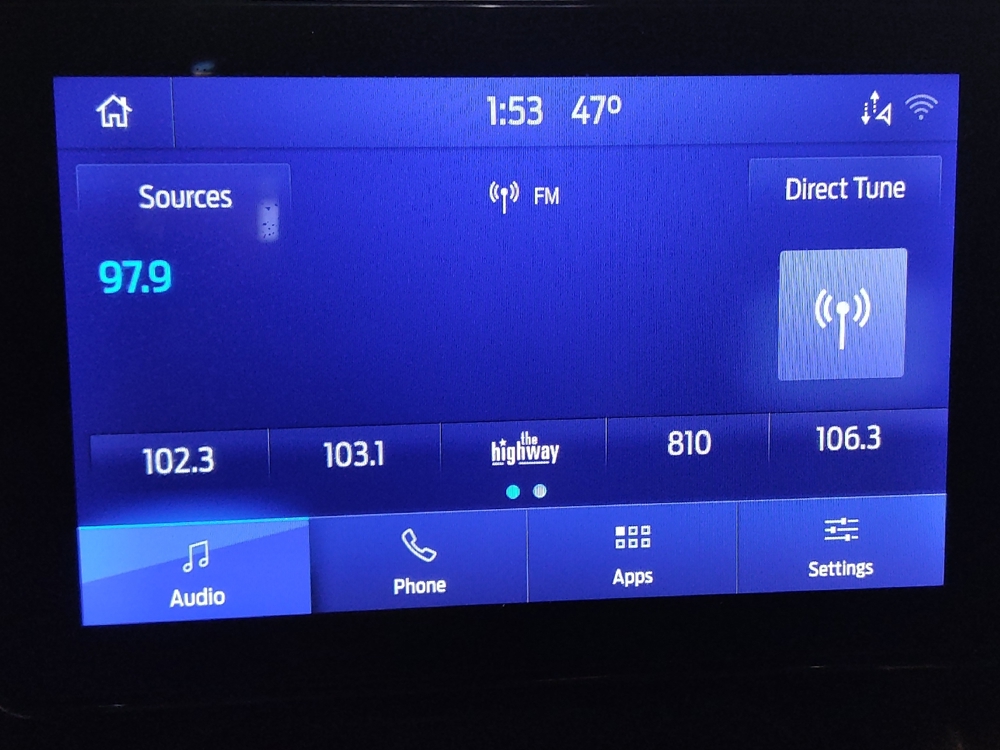 1:53 47º
Sources
FM
Direct Tune
97.9
102.3
103.1
the highway
810
106.3
Audio
Phone
Apps
Settings